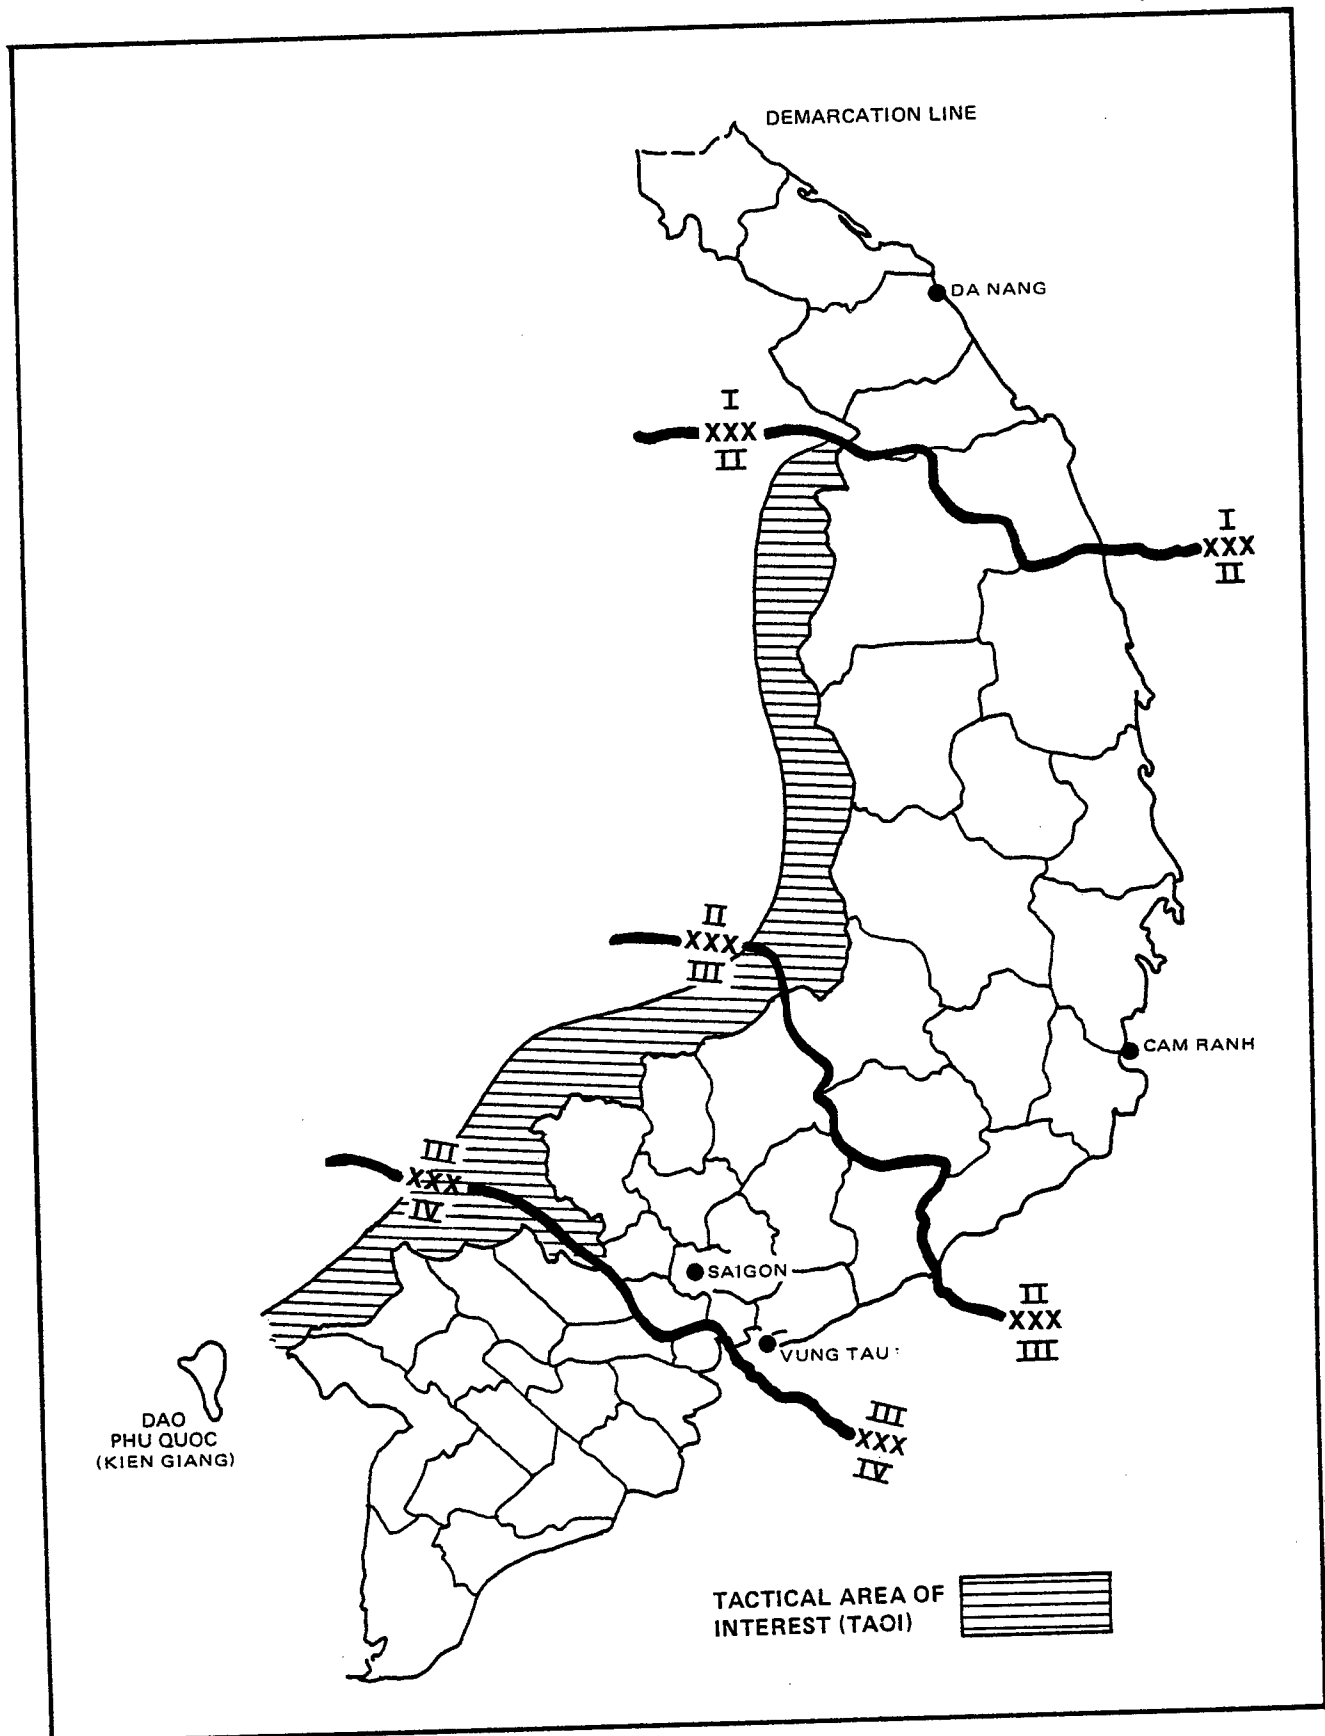 DEMARCATION LINE
DA NANG
I
XXX
II
I
XXX
II
II
XXX
III
CAM RANH
III
XXX
IV
SAIGON
II
XXX
III
VUNG TAU
DAO
PHU QUOC
(KIEN GIANG)
III
XXX
IV
TACTICAL AREA OF
INTEREST (TAOI)